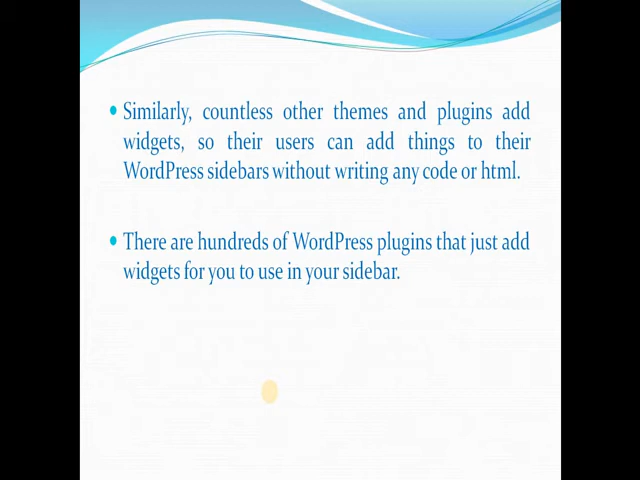 Similarly, countless other themes and plugins add
widgets, so their users can add things to their
WordPress sidebars without writing any code or html.
There are hundreds of WordPress plugins that just add
widgets for you to use in your sidebar.